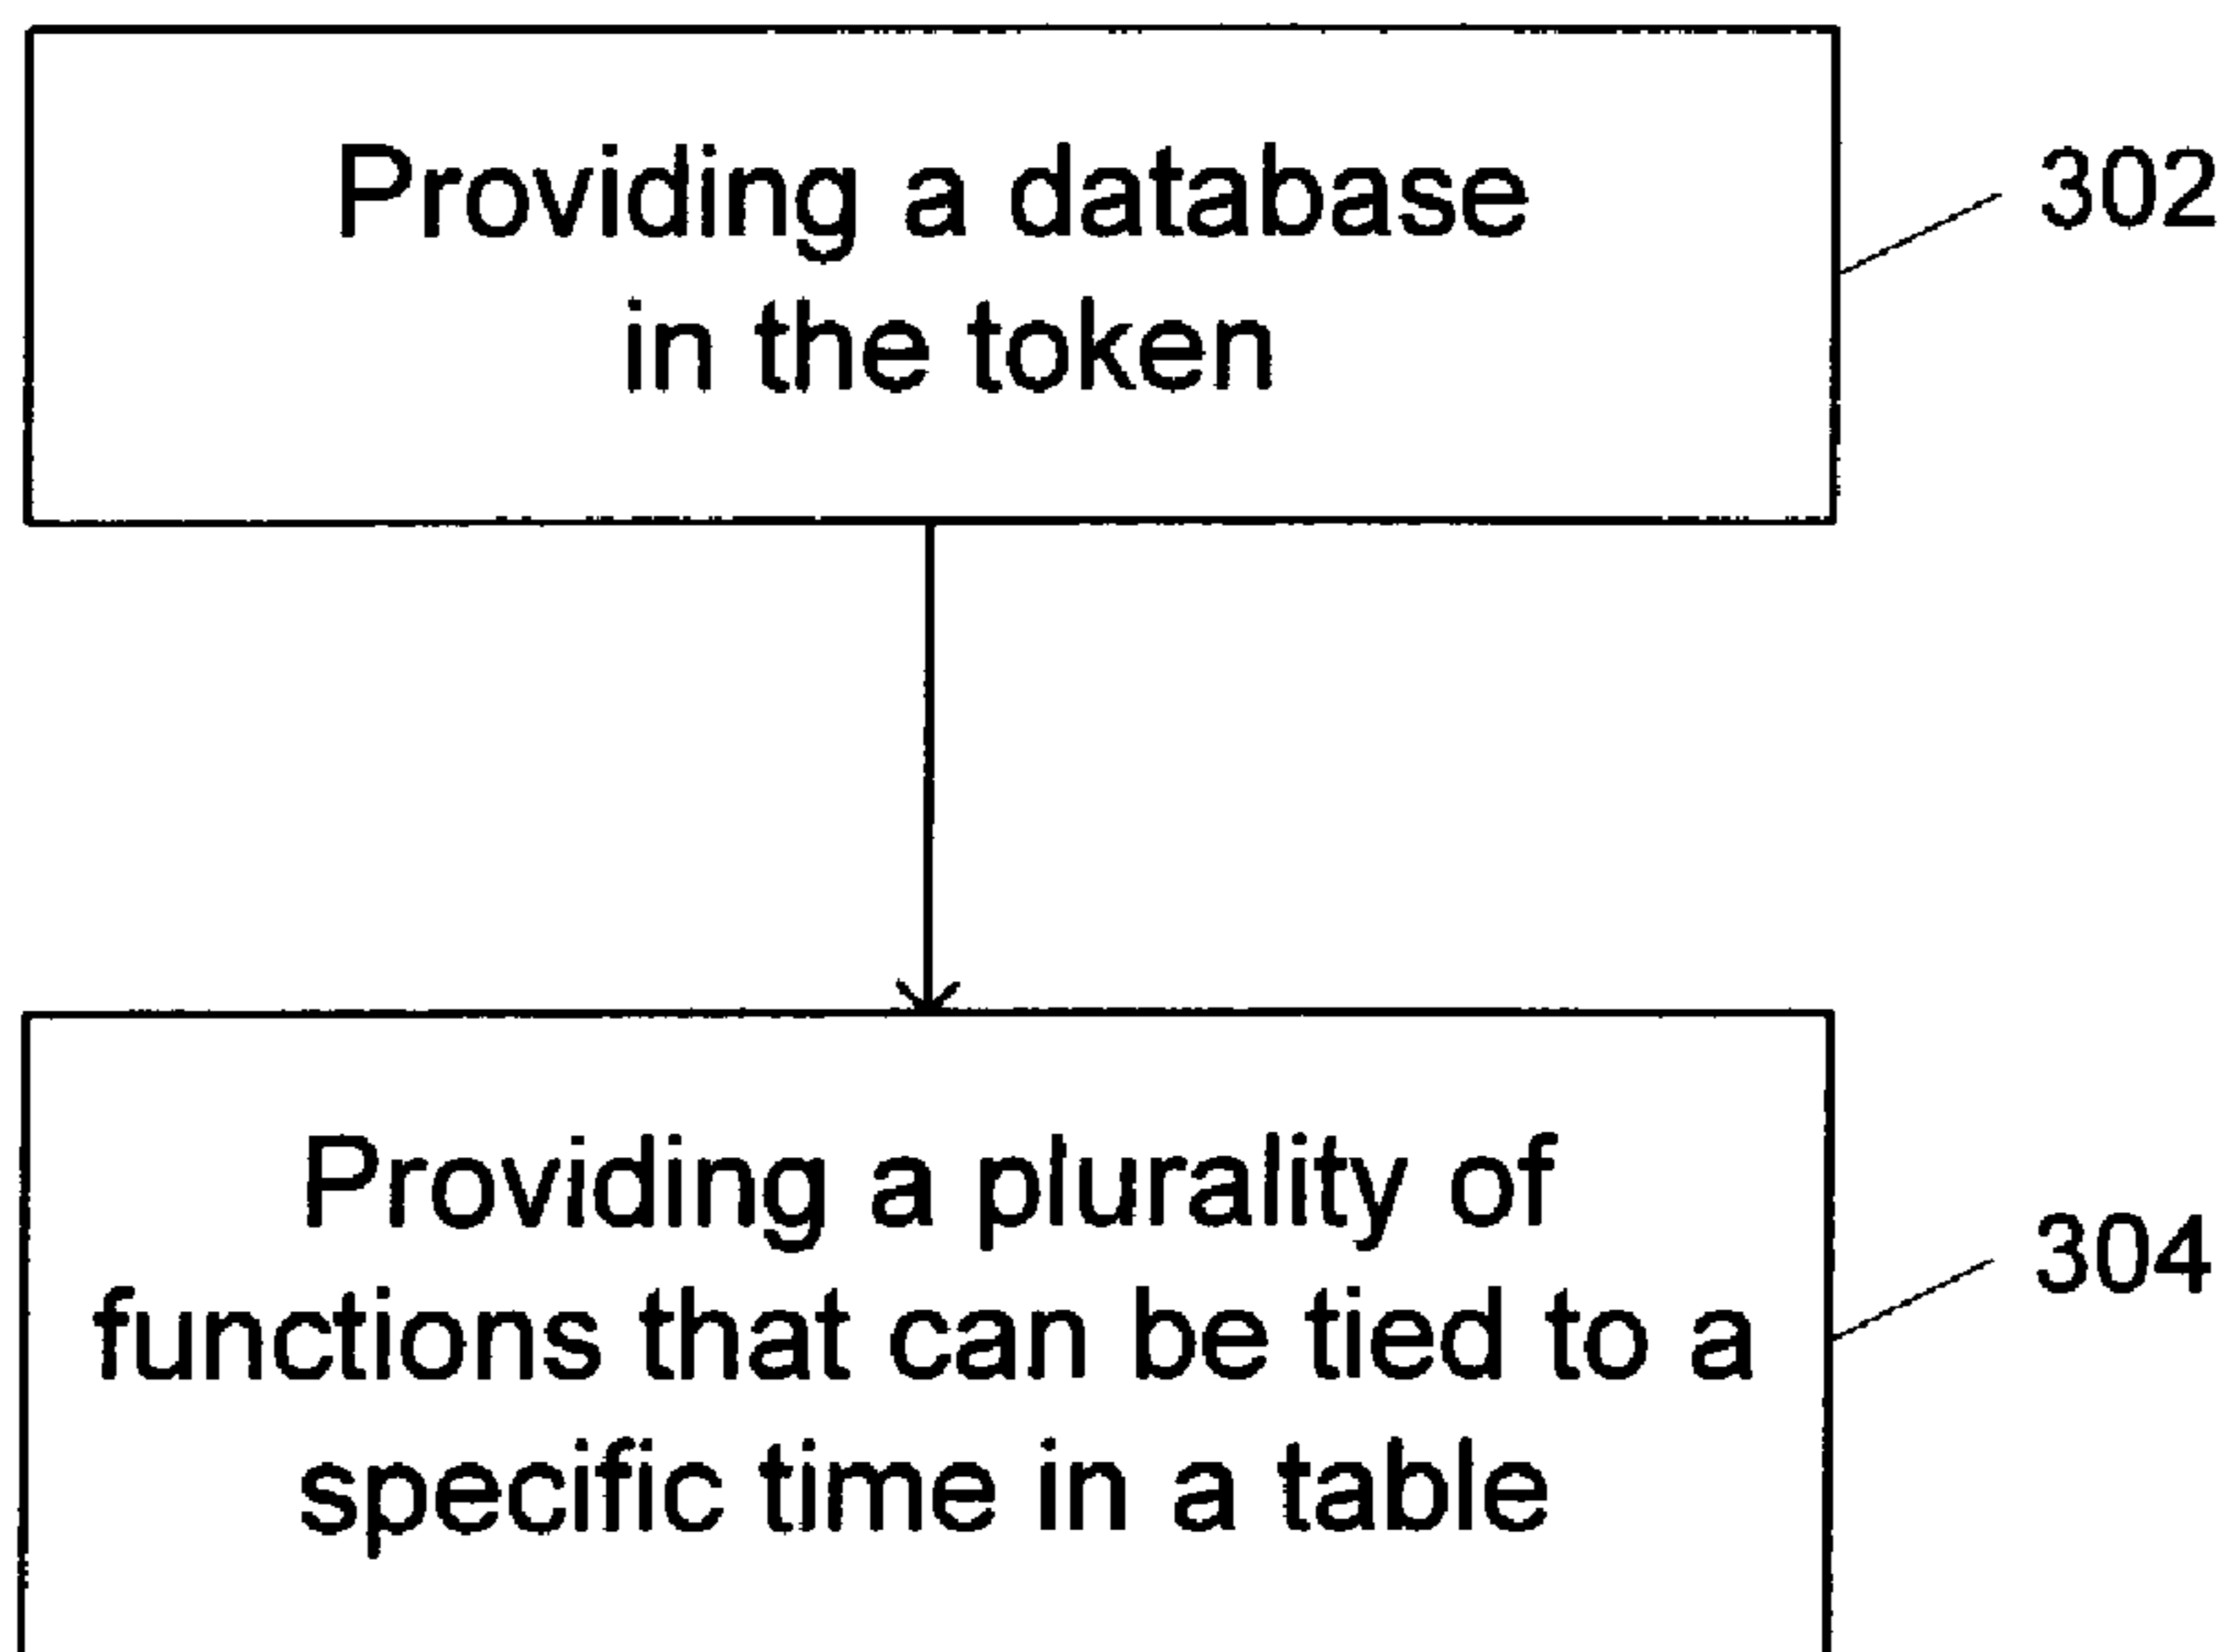 Providing a database
in the token
302
Providing a plurality of
functions that can be tied to a
specific time in a table
304